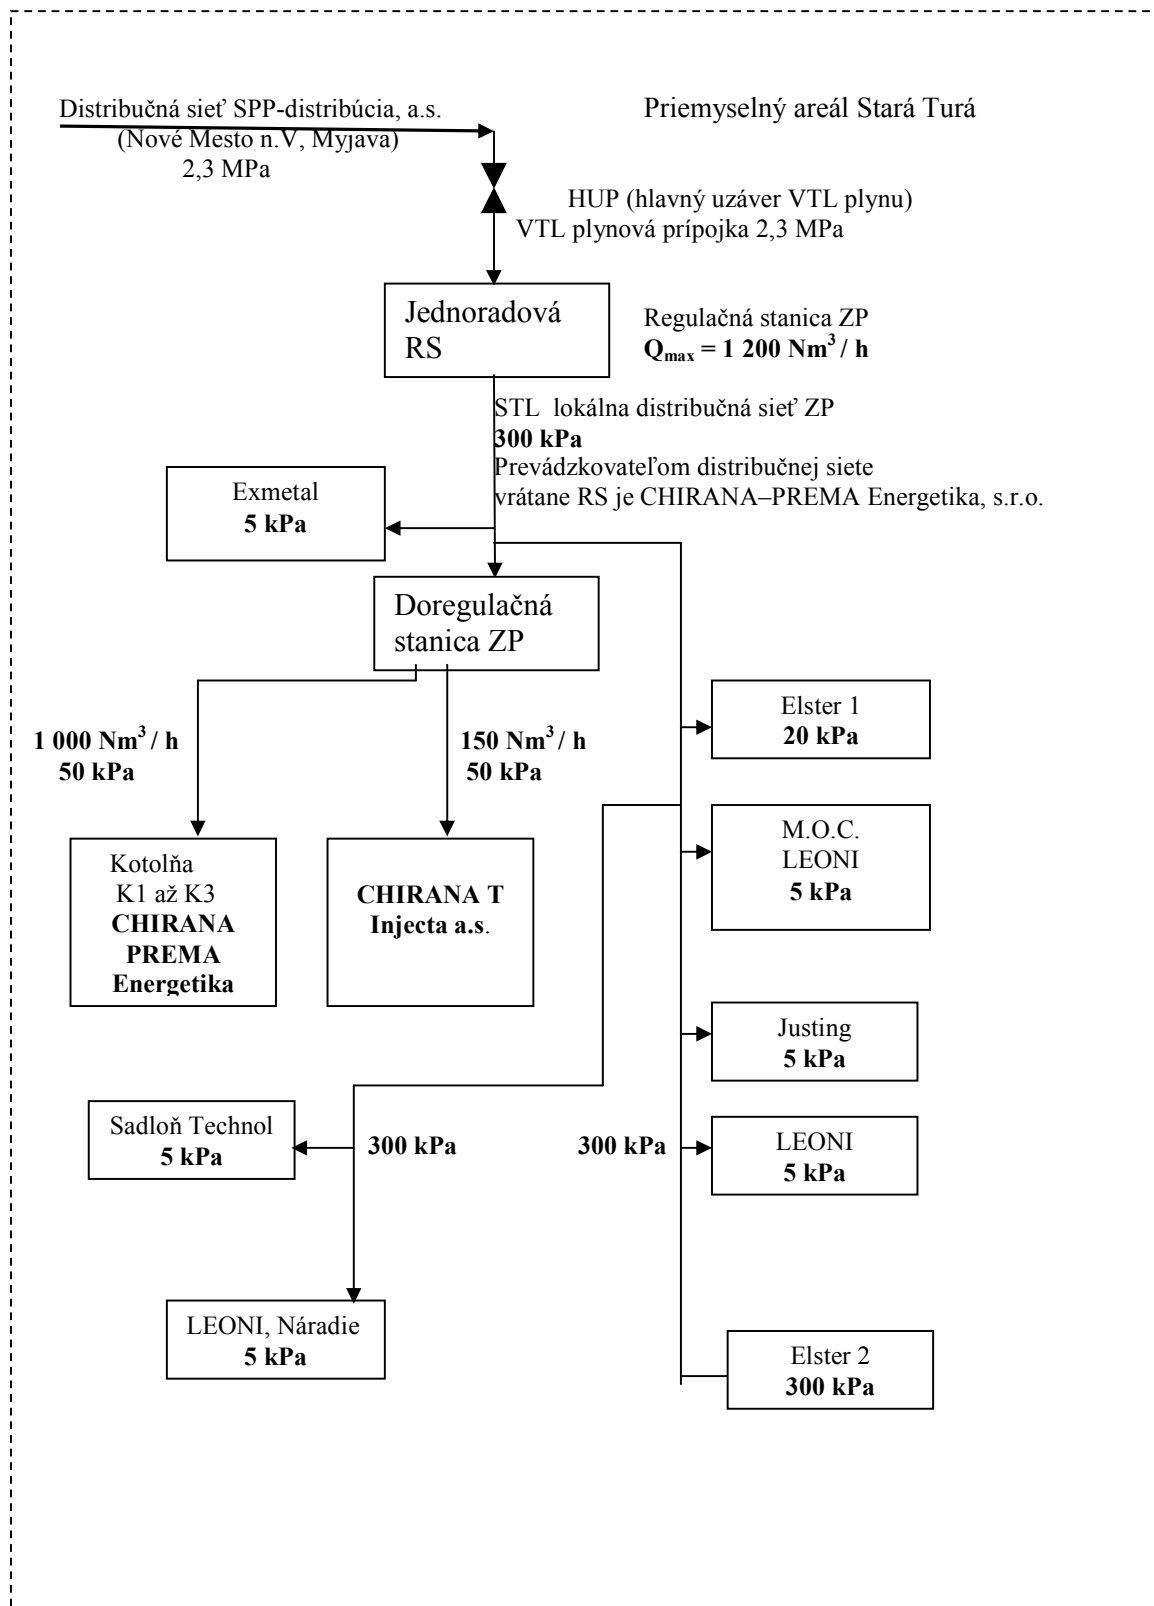 Distribučná sieť SPP-distribúcia, a.s.
(Nové Mesto n.V, Myjava)
2,3 MPa
Priemyselný areál Stará Turá
HUP (hlavný uzáver VTL plynu)
VTL plynová prípojka 2,3 MPa
Jednoradová
RS
Regulačná stanica ZP
Qmax = 1 200 Nm³ / h
STL lokálna distribučná sieť ZP
300 kPa
Prevádzkovateľom distribučnej siete
vrátane RS je CHIRANA–PREMA Energetika, s.r.o.
Exmetal
5 kPa
Doregulačná
stanica ZP
1 000 Nm³ / h
50 kPa
150 Nm³ / h
50 kPa
Elster 1
20 kPa
Kotolňa
K1 až K3
CHIRANA
PREMA
Energetika
CHIRANA T
Injecta a.s.
M.O.C.
LEONI
5 kPa
Justing
5 kPa
Sadloň Technol
5 kPa
300 kPa
300 kPa
LEONI
5 kPa
LEONI, Náradie
5 kPa
Elster 2
300 kPa